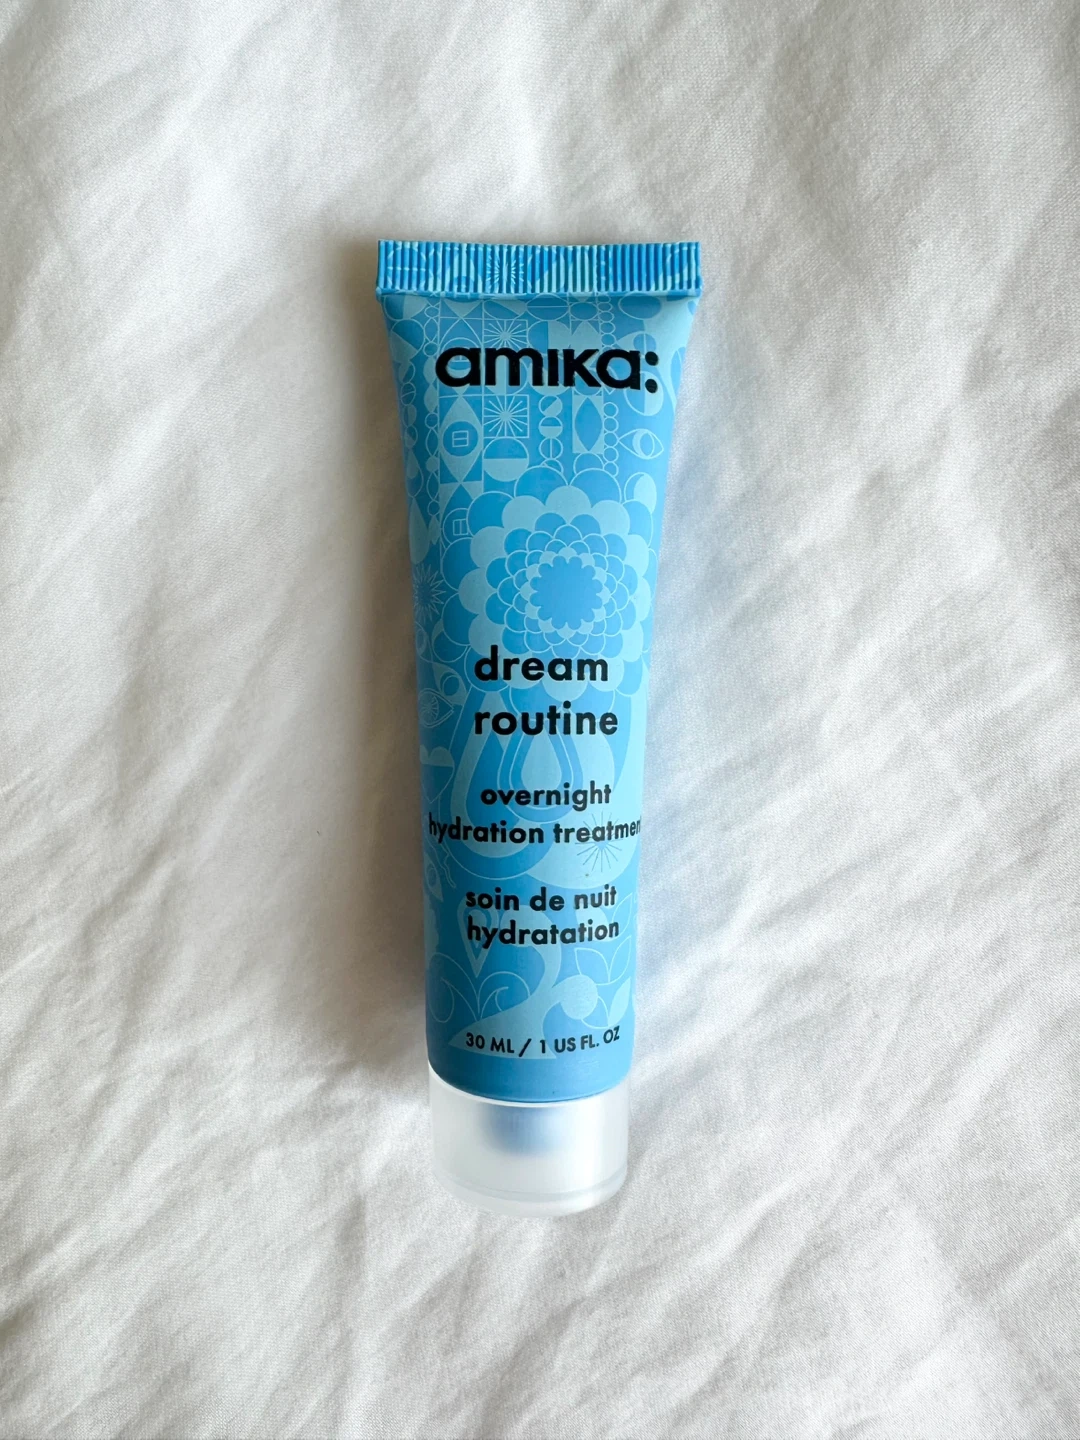 amika:
dream
routine
overnight
hydration treatmen
soin de nuit
hydratation
30 ML / 1 US FL. OZ